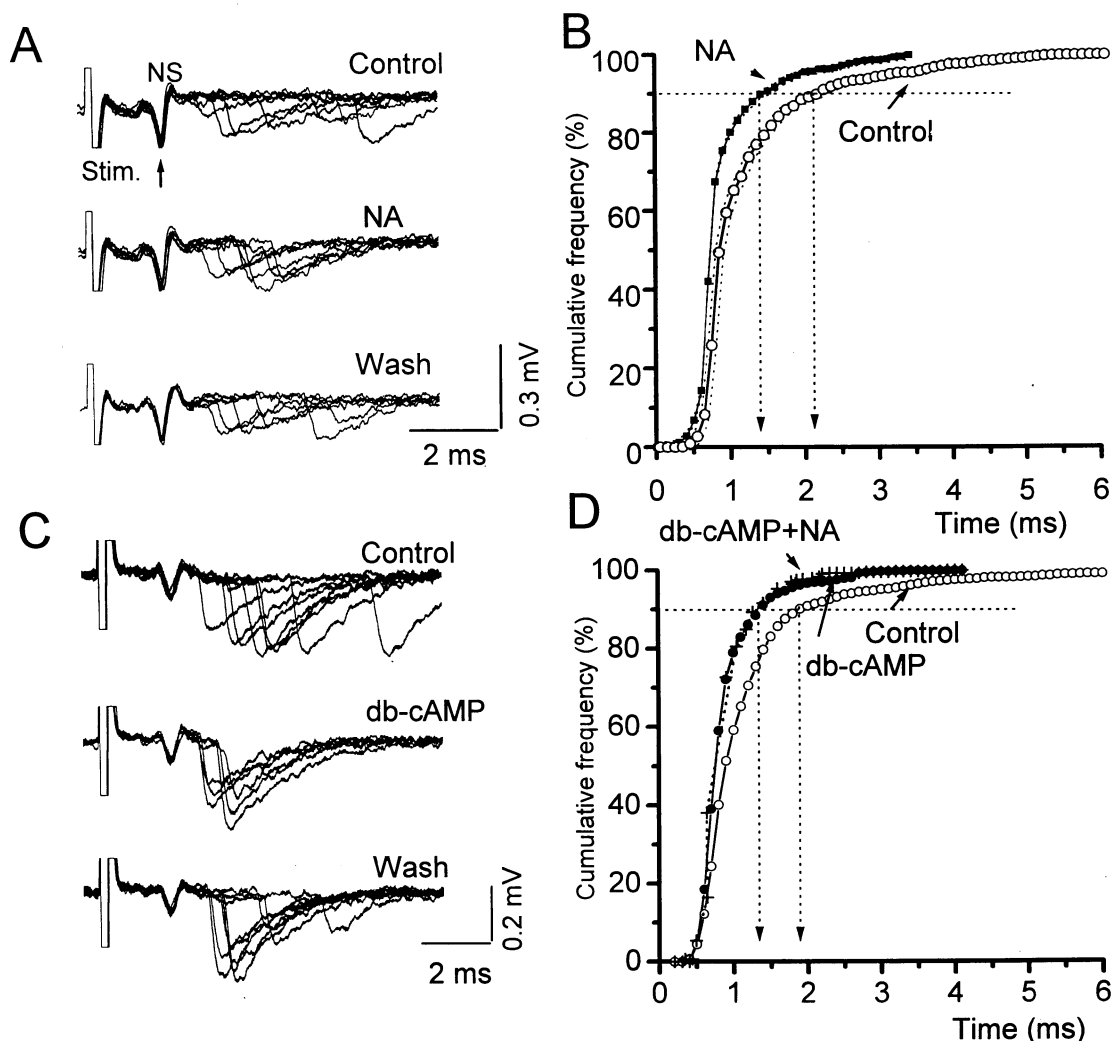 A
NS
Control
Stim.
NA
Wash
0.3 mV
2 ms
B
NA
Control
Cumulative frequency (%)
100
80
60
40
20
0
0 1 2 3 4 5 6
Time (ms)
C
Control
db-cAMP
Wash
0.2 mV
2 ms
D
db-cAMP+NA
Control
db-cAMP
Cumulative frequency (%)
100
80
60
40
20
0
0 1 2 3 4 5 6
Time (ms)